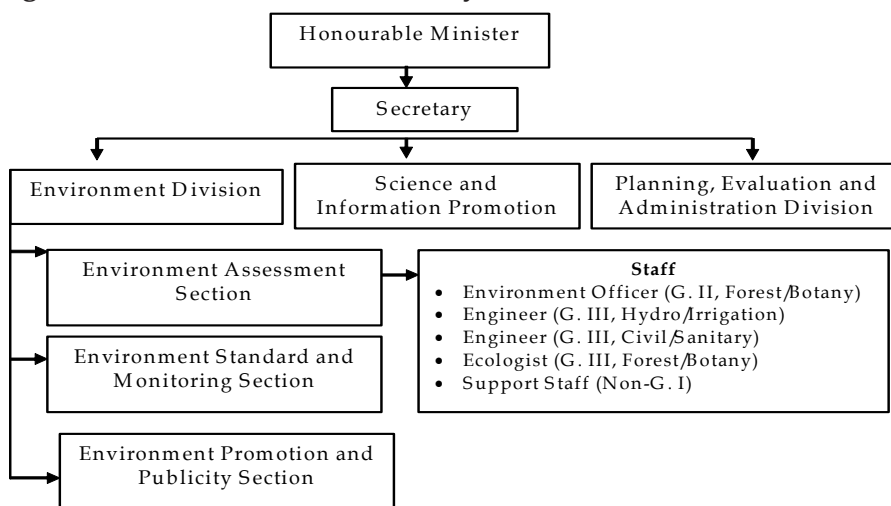 Honourable Minister
Secretary
Environment Division
Science and
Information Promotion
Planning, Evaluation and
Administration Division
Environment Assessment
Section
Staff
• Environment Officer (G. II, Forest/Botany)
• Engineer (G. III, Hydro/Irrigation)
• Engineer (G. III, Civil/Sanitary)
• Ecologist (G. III, Forest/Botany)
• Support Staff (Non-G. I)
Environment Standard and
Monitoring Section
Environment Promotion and
Publicity Section